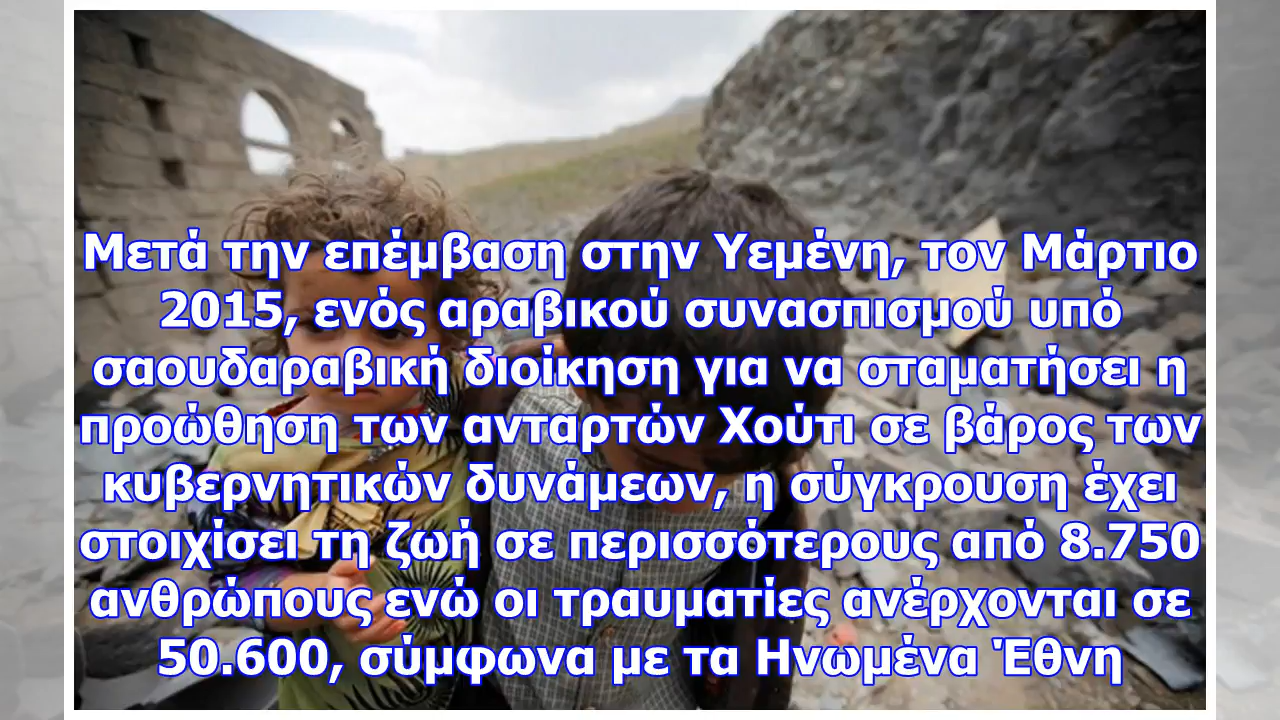 Μετά την επέμβαση στην Υεμένη, τον Μάρτιο
2015, ενός αραβικού συνασπισμού υπό
σαουδαραβική διοίκηση για να σταματήσει η
προώθηση των ανταρτών Χούτι σε βάρος των
κυβερνητικών δυνάμεων, η σύγκρουση έχει
στοιχίσει τη ζωή σε περισσότερους από 8.750
ανθρώπους ενώ οι τραυματίες ανέρχονται σε
50.600, σύμφωνα με τα Ηνωμένα Έθνη